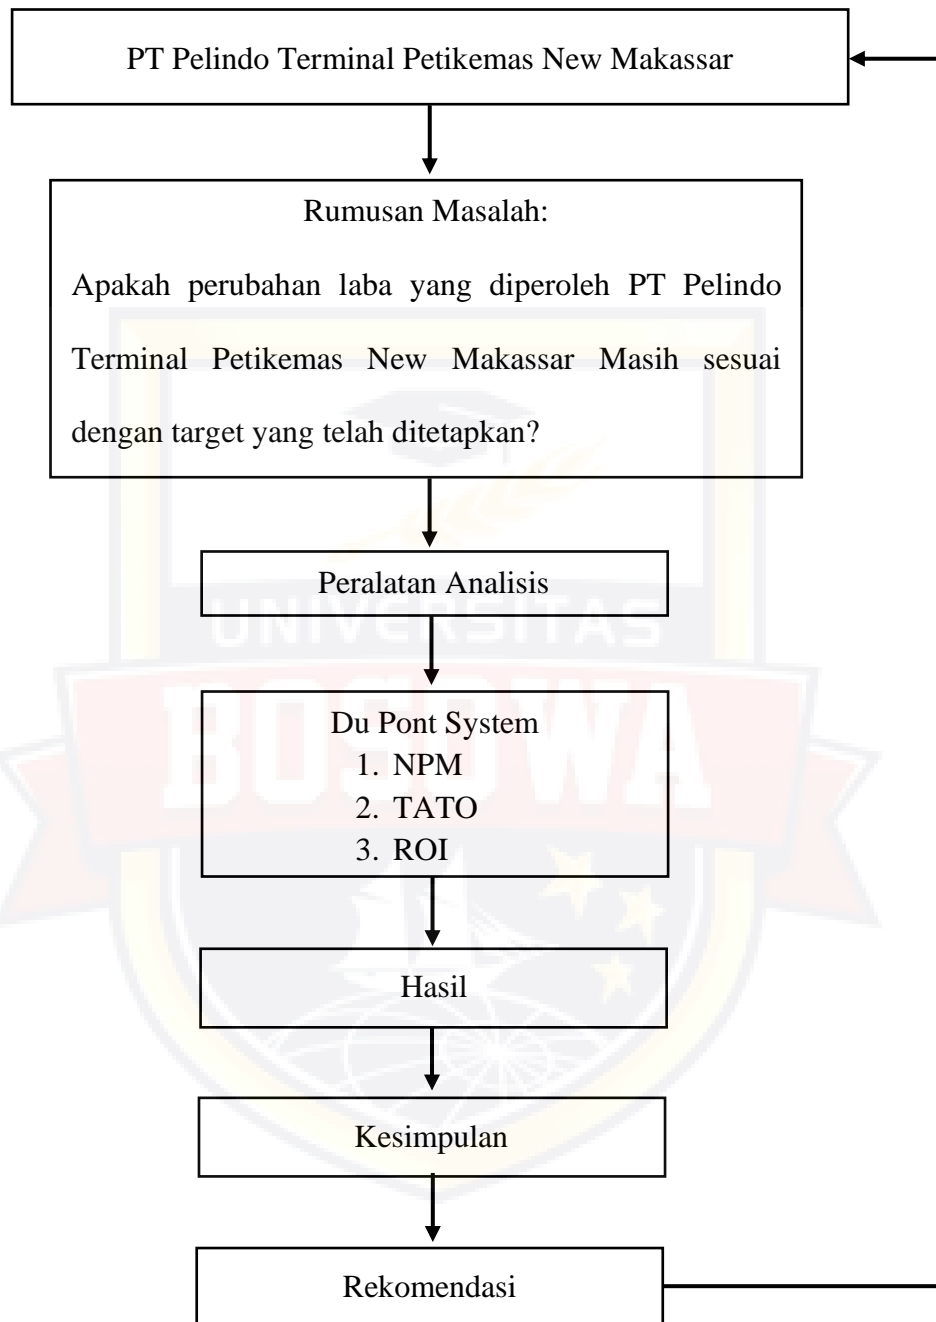 PT Pelindo Terminal Petikemas New Makassar
Rumusan Masalah:
Apakah perubahan laba yang diperoleh PT Pelindo
Terminal Petikemas New Makassar Masih sesuai
dengan target yang telah ditetapkan?
Peralatan Analisis
UNIVERSITAS
BOSOWA
Du Pont System
1. NPM
2. TATO
3. ROI
Hasil
Kesimpulan
Rekomendasi